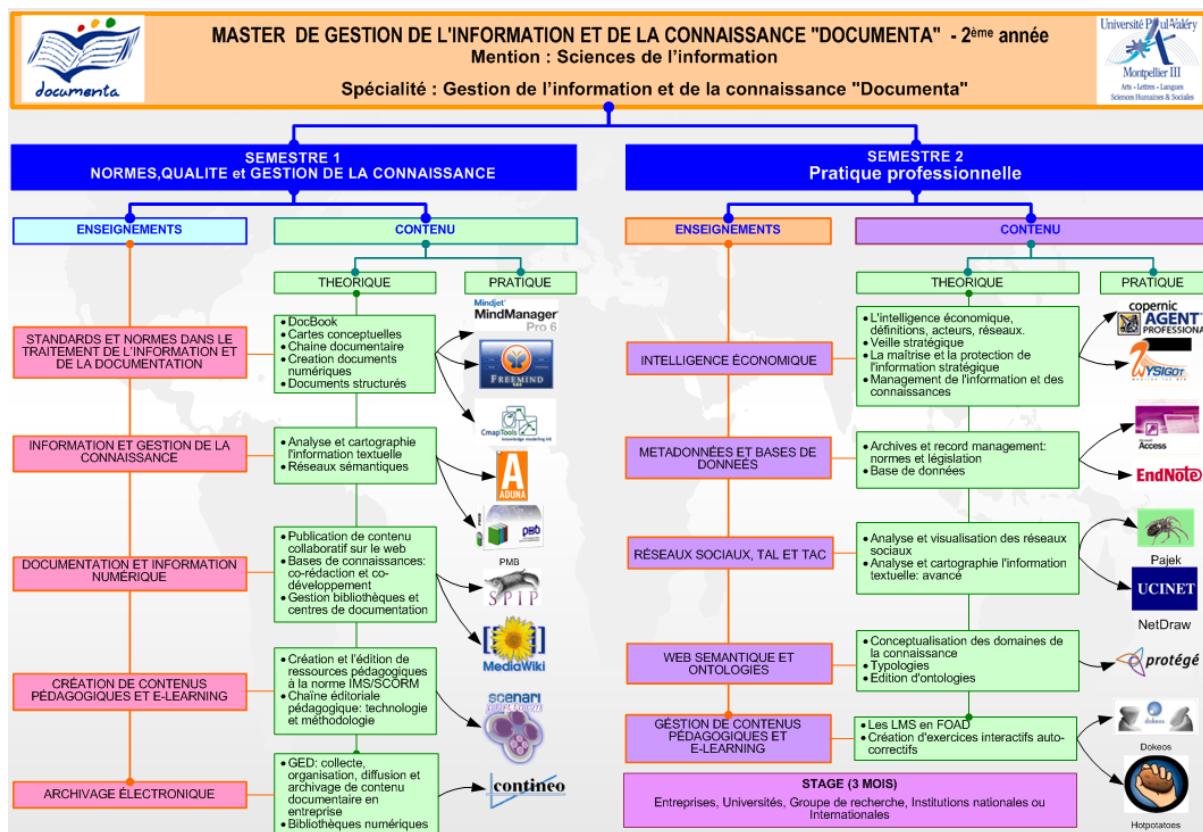 documenta
MASTER DE GESTION DE L'INFORMATION ET DE LA CONNAISSANCE "DOCUMENTA" - 2ème année
Mention : Sciences de l'information
Spécialité : Gestion de l'information et de la connaissance "Documenta"
Université Paul-Valéry
Montpellier III
Arts • Lettres • Langues
Sciences Humaines & Sociales
SEMESTRE 1
NORMES,QUALITE et GESTION DE LA CONNAISSANCE
ENSEIGNEMENTS
CONTENU
THEORIQUE
PRATIQUE
STANDARDS ET NORMES DANS LE
TRAITEMENT DE L'INFORMATION ET
DE LA DOCUMENTATION
• DocBook
• Cartes conceptuelles
• Chaine documentaire
• Creation documents
numériques
• Documents structurés
Mindjet
MindManager
Pro 6
FREEMIND
CmapTools
knowledge modeling kit
INFORMATION ET GESTION DE LA
CONNAISSANCE
• Analyse et cartographie
l'information textuelle
• Réseaux sémantiques
A
ADUNA
PMB
pmb
PMB
DOCUMENTATION ET INFORMATION
NUMÉRIQUE
• Publication de contenu
collaboratif sur le web
• Bases de connaissances:
co-rédaction et co-
développement
• Gestion bibliothèques et
centres de documentation
SPIP
MediaWiki
CRÉATION DE CONTENUS
PÉDAGOGIQUES ET E-LEARNING
• Création et l'édition de
ressources pédagogiques
à la norme IMS/SCORM
• Chaîne éditoriale
pédagogique: technologie
et méthodologie
scenari
ARCHIVAGE ÉLECTRONIQUE
• GED: collecte,
organisation, diffusion et
archivage de contenu
documentaire en
entreprise
• Bibliothèques numériques
contineo
SEMESTRE 2
Pratique professionnelle
ENSEIGNEMENTS
CONTENU
THEORIQUE
PRATIQUE
INTELLIGENCE ÉCONOMIQUE
• L'intelligence économique,
définitions, acteurs, réseaux.
• Veille stratégique
• La maîtrise et la protection de
l'information stratégique
• Management de l'information et des
connaissances
copernic
AGENT
PROFESSIONAL
WYSIGOT
METADONNÉES ET BASES DE
DONNEÉS
• Archives et record management:
normes et législation
• Base de données
Microsoft
Access
EndNote
RÉSEAUX SOCIAUX, TAL ET TAC
• Analyse et visualisation des réseaux
sociaux
• Analyse et cartographie l'information
textuelle: avancé
Pajek
UCINET
NetDraw
WEB SEMANTIQUE ET
ONTOLOGIES
• Conceptualisation des domaines de
la connaissance
• Typologies
• Edition d'ontologies
protégé
GÉSTION DE CONTENUS
PÉDAGOGIQUES ET
E-LEARNING
• Les LMS en FOAD
• Création d'exercices interactifs auto-
correctifs
dokeos
Dokeos
Hotpotatoes
STAGE (3 MOIS)
Entreprises, Universités, Groupe de recherche, Institutions nationales ou
Internationales